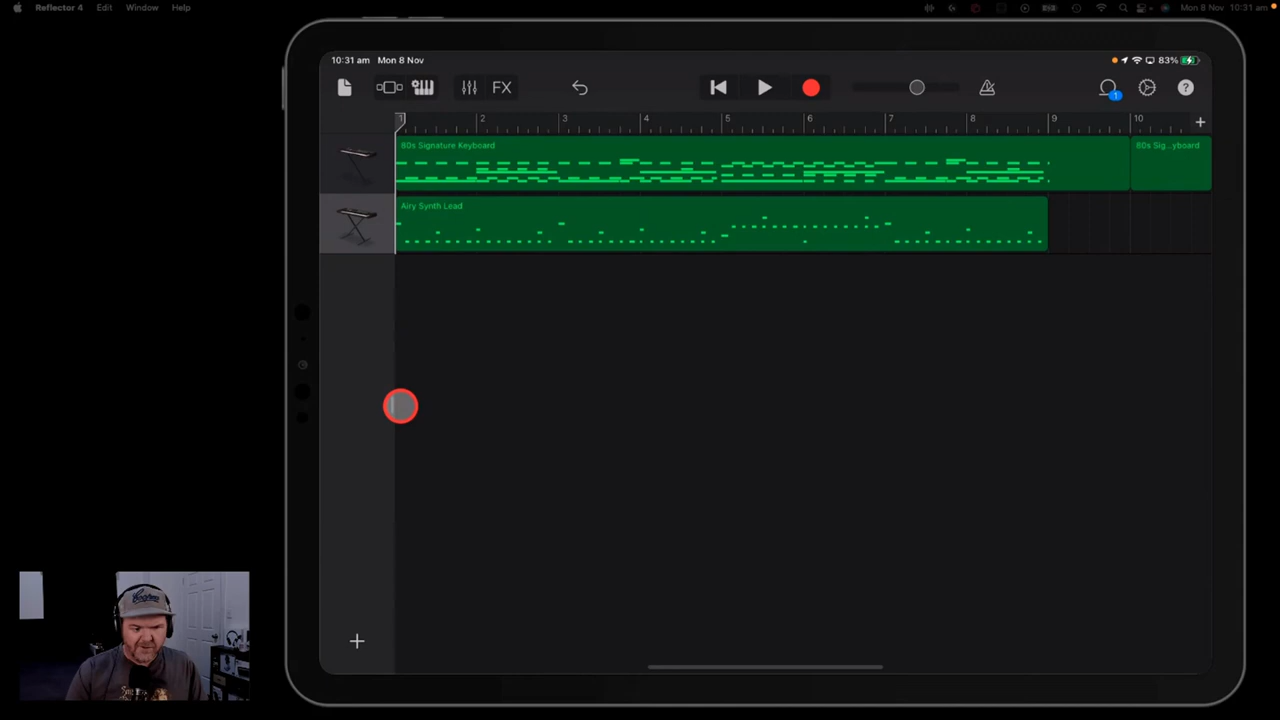 Reflector 4 Edit Window Help Mon 8 Nov 10:31 am
10:31 am Mon 8 Nov 83%
FX 1
1 2 3 4 5 6 7 8 9 10 +
80s Signature Keyboard 80s Sig...yboard
Airy Synth Lead
+